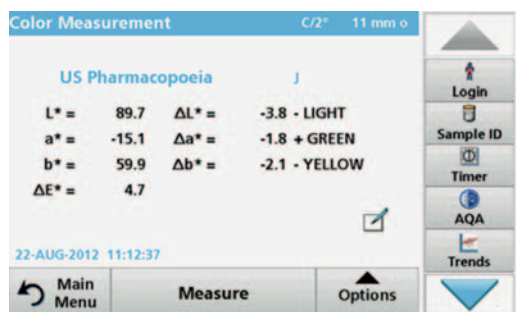 Color Measurement C/2° 11 mm o
US Pharmacopoeia J
L* = 89.7 ΔL* = -3.8 - LIGHT
a* = -15.1 Δa* = -1.8 + GREEN
b* = 59.9 Δb* = -2.1 - YELLOW
ΔE* = 4.7
22-AUG-2012 11:12:37
Main Menu
Measure
Options
Login
Sample ID
Timer
AQA
Trends